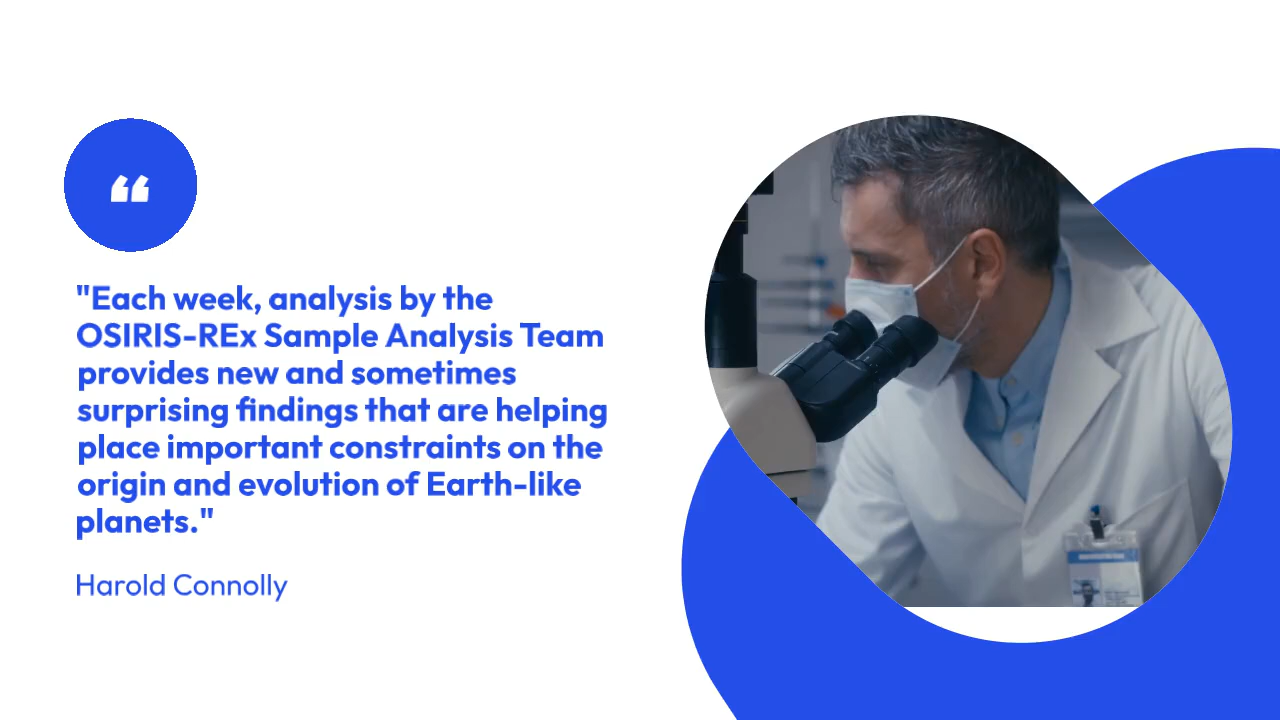 “
"Each week, analysis by the
OSIRIS-REx Sample Analysis Team
provides new and sometimes
surprising findings that are helping
place important constraints on the
origin and evolution of Earth-like
planets."
Harold Connolly